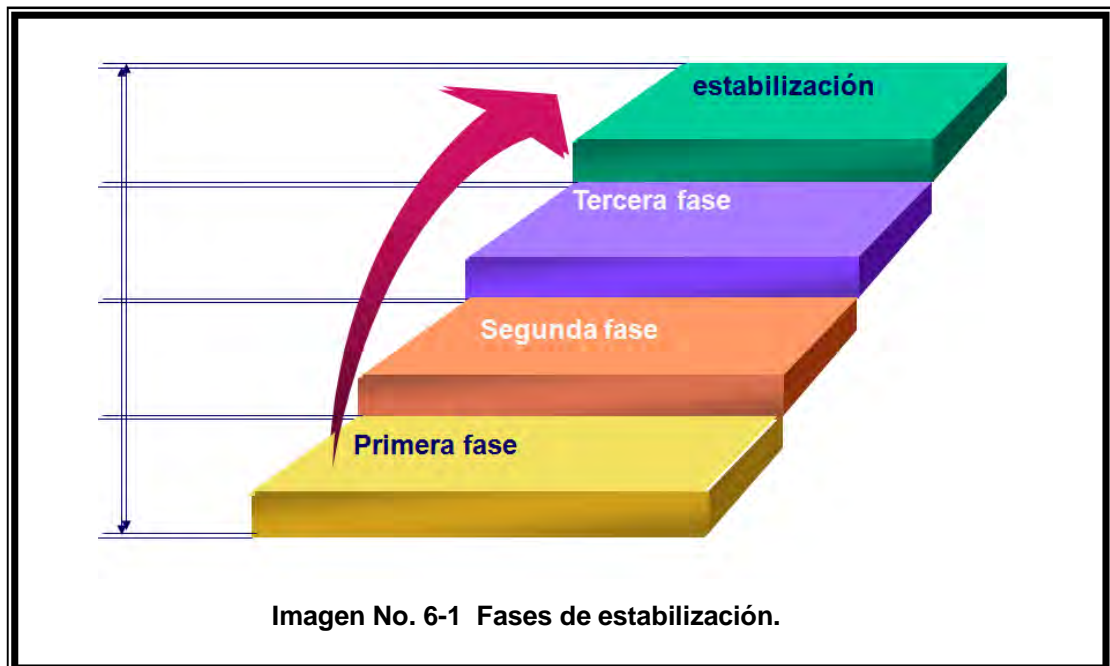 estabilización
Tercera fase
Segunda fase
Primera fase
Imagen No. 6-1 Fases de estabilización.